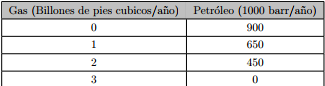 Gas (Billones de pies cubicos/año) Petróleo (1000 barr/año)
0 900
1 650
2 450
3 0